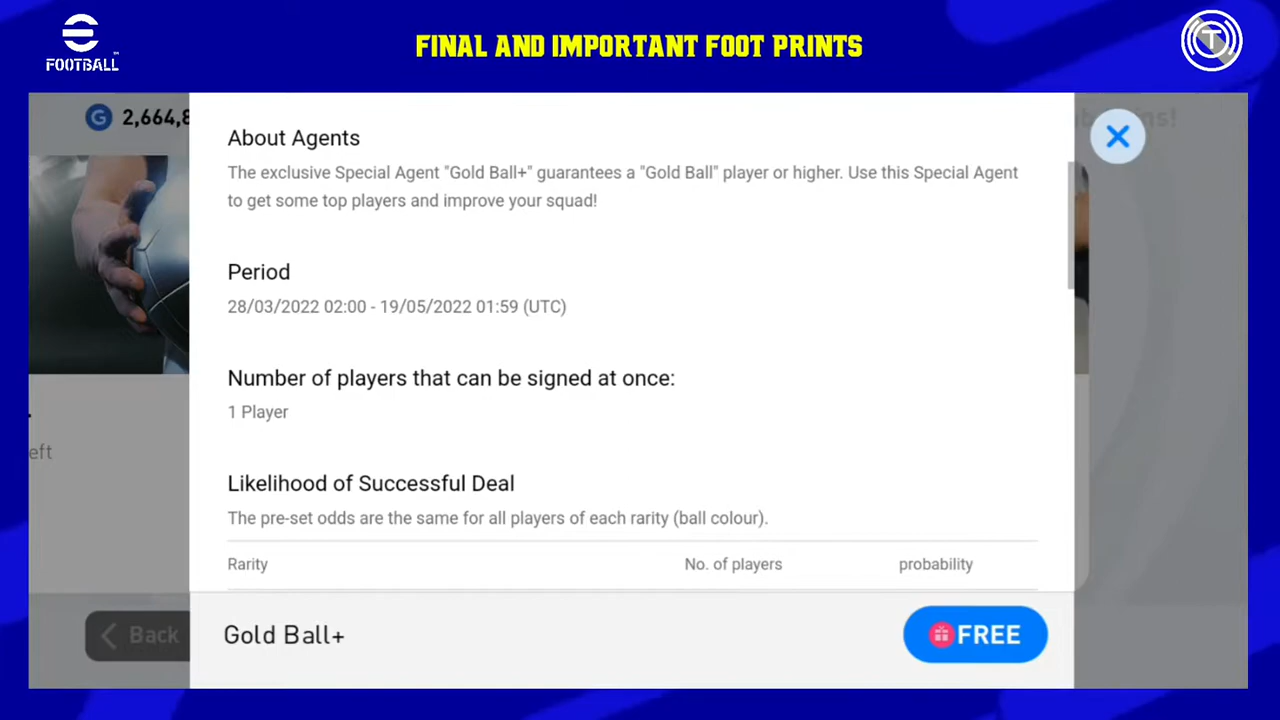 FOOTBALL
FINAL AND IMPORTANT FOOT PRINTS
T
G 2,664,8
About Agents
The exclusive Special Agent "Gold Ball+" guarantees a "Gold Ball" player or higher. Use this Special Agent
to get some top players and improve your squad!
Period
28/03/2022 02:00 - 19/05/2022 01:59 (UTC)
Number of players that can be signed at once:
1 Player
eft
Likelihood of Successful Deal
The pre-set odds are the same for all players of each rarity (ball colour).
Rarity No. of players probability
Back
Gold Ball+
FREE